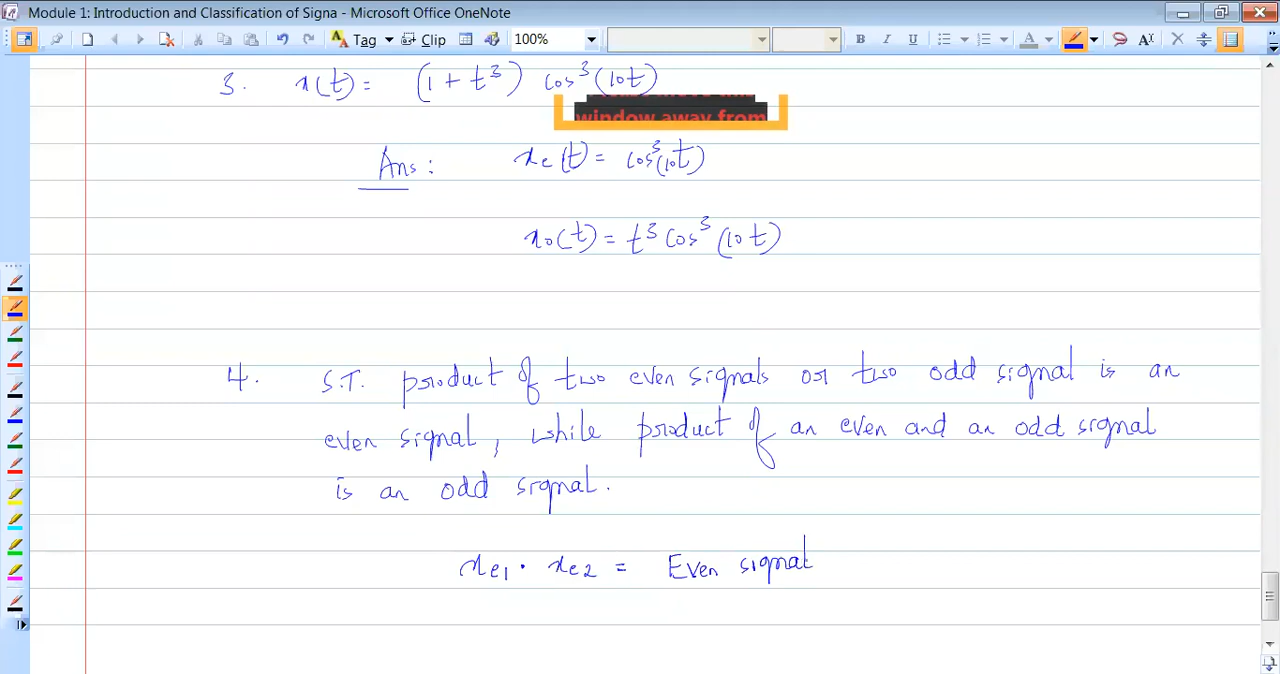 Module 1: Introduction and Classification of Signa - Microsoft Office OneNote
Tag Clip 100%
3. x(t) = (1 + t³) cos³(10t)
window away from
Ans : xe(t) = cos³(10t)
xo(t) = t³ cos³ (10t)
4. S.T. product of two even signals or two odd signal is an
even signal, while product of an even and an odd signal
is an odd signal.
xe1 · xe2 = Even signal